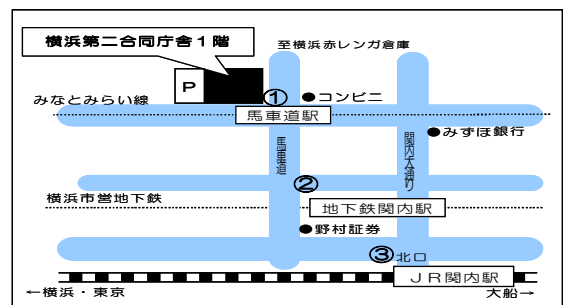 横浜第二合同庁舎1階
至横浜赤レンガ倉庫
P
①
●コンビニ
みなとみらい線
馬車道駅
馬車道
関内大通り
●みずほ銀行
②
横浜市営地下鉄
地下鉄関内駅
●野村証券
③北口
JR関内駅
←横浜・東京
大船→